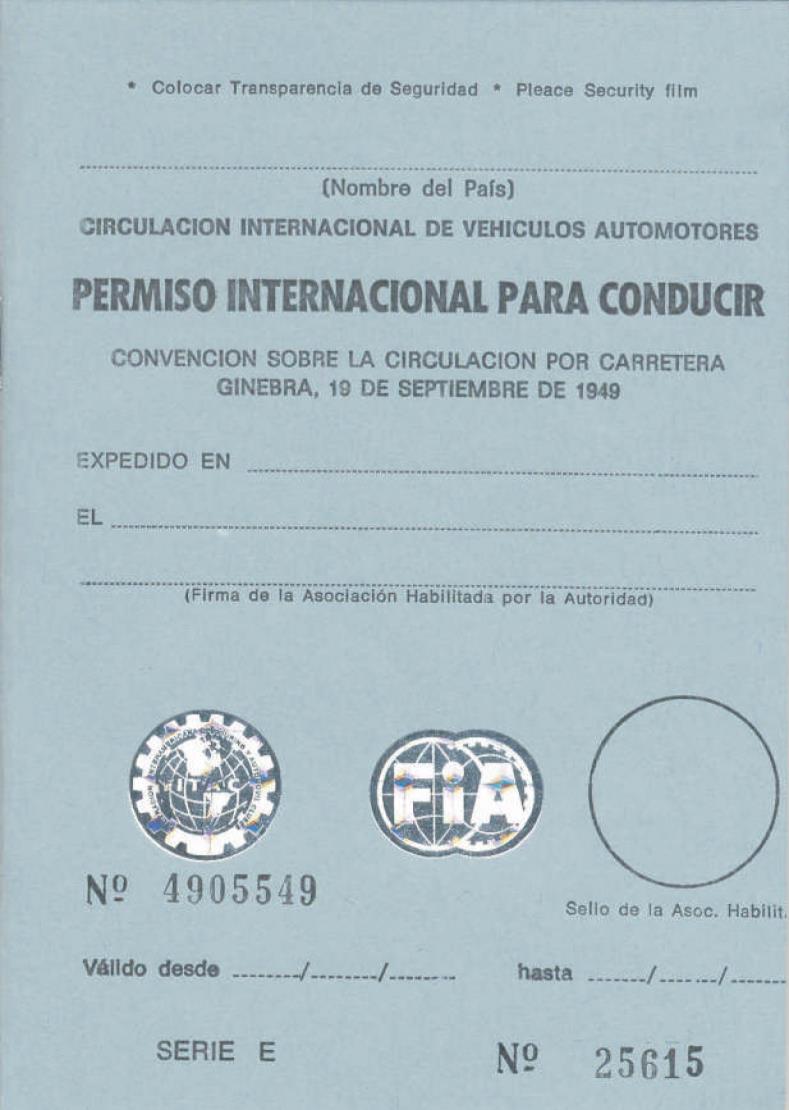 * Colocar Transparencia de Seguridad * Pleace Security film
(Nombre del País)
CIRCULACION INTERNACIONAL DE VEHICULOS AUTOMOTORES
PERMISO INTERNACIONAL PARA CONDUCIR
CONVENCION SOBRE LA CIRCULACION POR CARRETERA
GINEBRA, 19 DE SEPTIEMBRE DE 1949
EXPEDIDO EN
EL
(Firma de la Asociación Habilitada por la Autoridad)
FITAC
FiA
Nº 4905549
Sello de la Asoc. Habilit.
Válido desde ......../......../........ hasta ......./......./.......
SERIE E Nº 25615